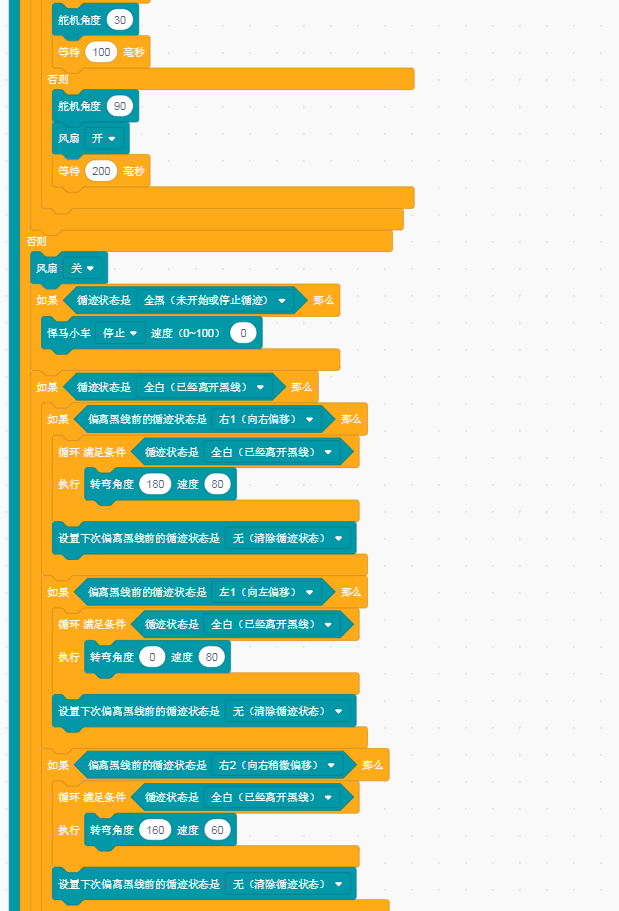 舵机角度 30
等待 100 毫秒
否则
舵机角度 90
风扇 开
等待 200 毫秒
否则
风扇 关
如果 循迹状态是 全黑（未开始或停止循迹） 那么
悍马小车 停止 速度（0~100） 0
如果 循迹状态是 全白（已经离开黑线） 那么
如果 偏离黑线前的循迹状态是 右1（向右偏移） 那么
循环 满足条件 循迹状态是 全白（已经离开黑线）
执行 转弯角度 180 速度 80
设置下次偏离黑线前的循迹状态是 无（清除循迹状态）
如果 偏离黑线前的循迹状态是 左1（向左偏移） 那么
循环 满足条件 循迹状态是 全白（已经离开黑线）
执行 转弯角度 0 速度 80
设置下次偏离黑线前的循迹状态是 无（清除循迹状态）
如果 偏离黑线前的循迹状态是 右2（向右稍微偏移） 那么
循环 满足条件 循迹状态是 全白（已经离开黑线）
执行 转弯角度 160 速度 60
设置下次偏离黑线前的循迹状态是 无（清除循迹状态）